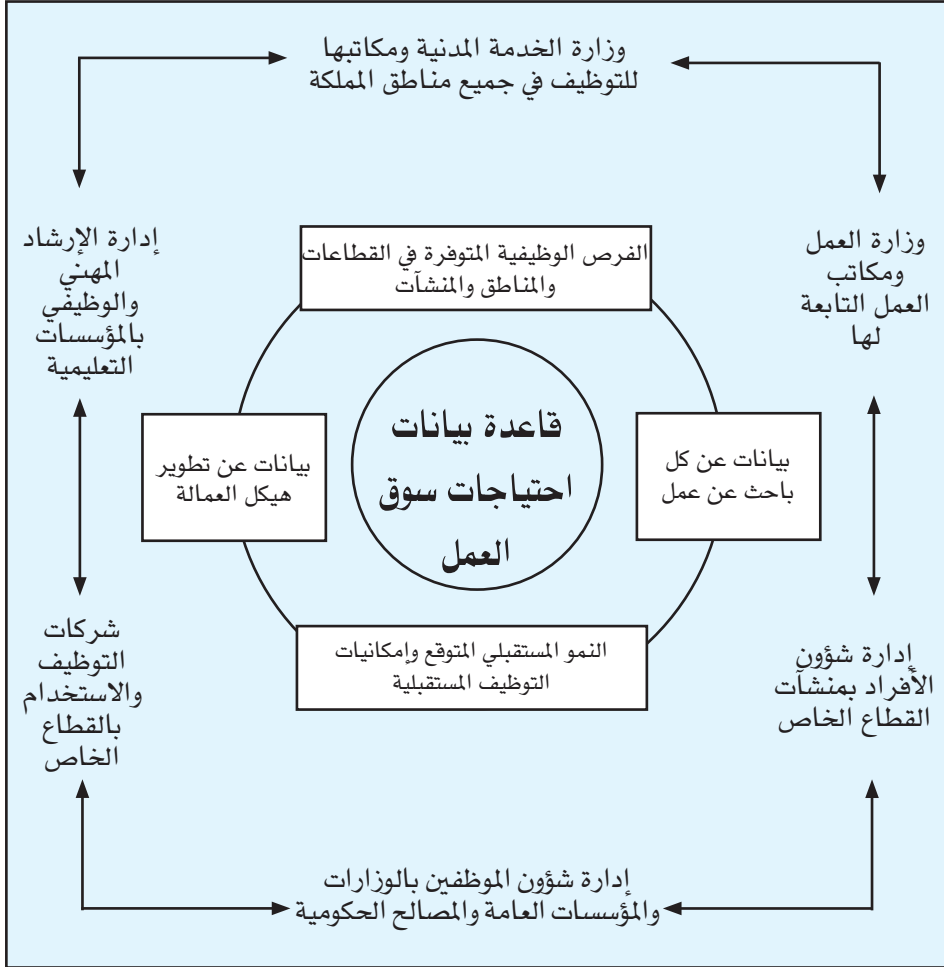 وزارة الخدمة المدنية ومكاتبها
للتوظيف في جميع مناطق المملكة
وزارة العمل
ومكاتب
العمل التابعة
لها
إدارة الإرشاد
المهني
والوظيفي
بالمؤسسات
التعليمية
الفرص الوظيفية المتوفرة في القطاعات
والمناطق والمنشآت
بيانات عن كل
باحث عن عمل
قاعدة بيانات
احتياجات سوق
العمل
بيانات عن تطوير
هيكل العمالة
النمو المستقبلي المتوقع وإمكانيات
التوظيف المستقبلية
إدارة شؤون
الأفراد بمنشآت
القطاع الخاص
شركات
التوظيف
والاستخدام
بالقطاع
الخاص
إدارة شؤون الموظفين بالوزارات
والمؤسسات العامة والمصالح الحكومية